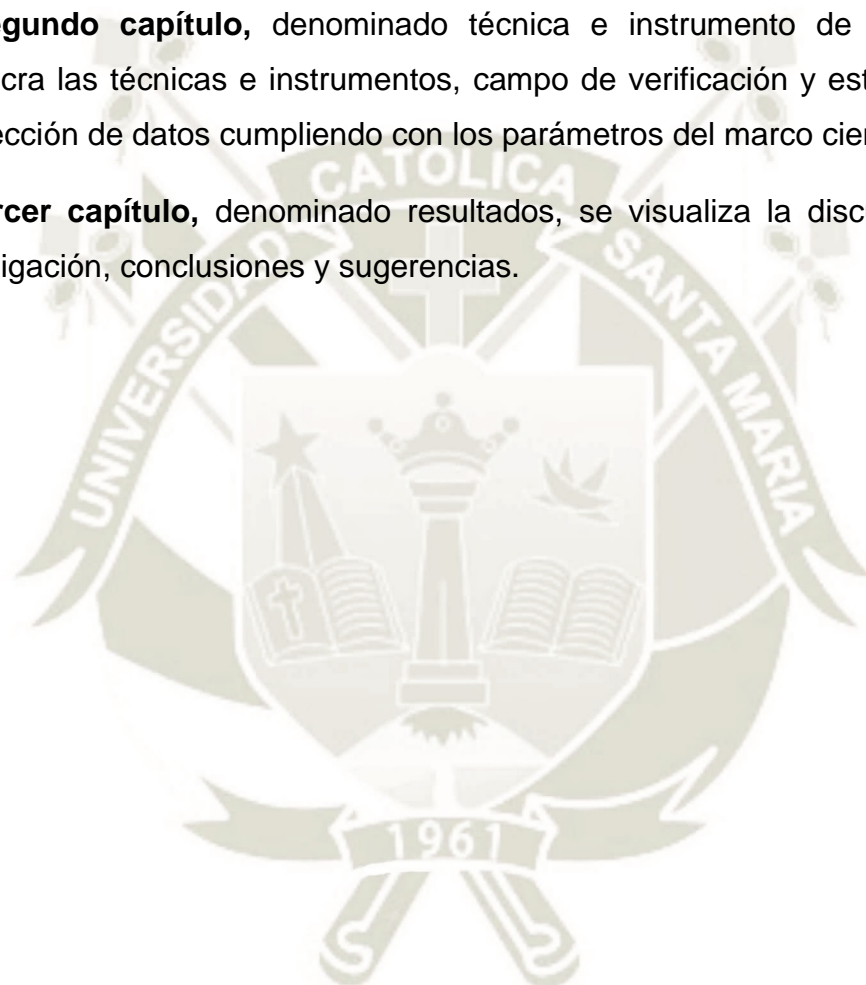 egundo capítulo, denominado técnica e instrumento de
cra las técnicas e instrumentos, campo de verificación y est
ección de datos cumpliendo con los parámetros del marco cien
rcer capítulo, denominado resultados, se visualiza la disc
igación, conclusiones y sugerencias.
UNIVERSIDAD CATOLICA SANTA MARIA
1961